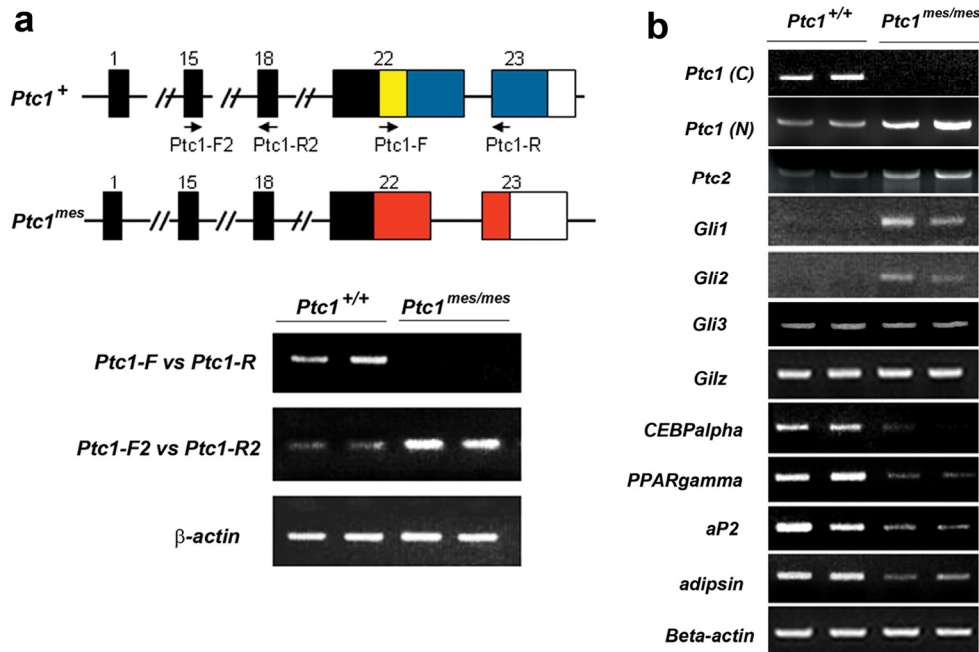 a
1 15 18 22 23
Ptc1+
Ptc1-F2 Ptc1-R2 Ptc1-F Ptc1-R
1 15 18 22 23
Ptc1mes
Ptc1+/+ Ptc1mes/mes
Ptc1-F vs Ptc1-R
Ptc1-F2 vs Ptc1-R2
β-actin
b
Ptc1+/+ Ptc1mes/mes
Ptc1 (C)
Ptc1 (N)
Ptc2
Gli1
Gli2
Gli3
Gilz
CEBPalpha
PPARgamma
aP2
adipsin
Beta-actin